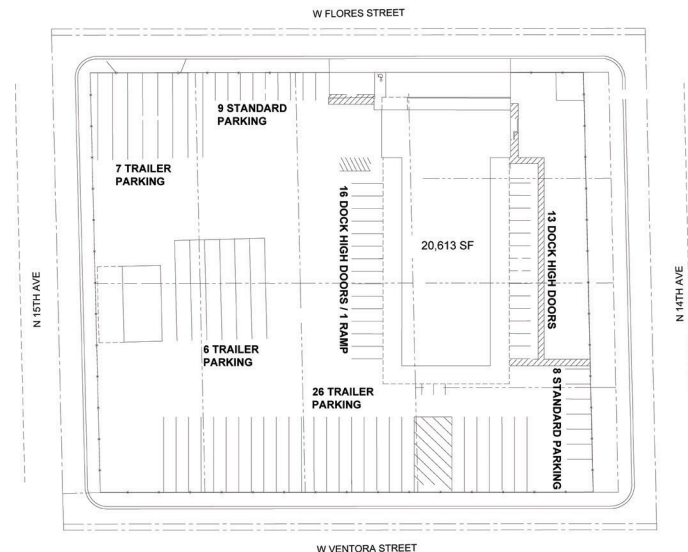 W FLORES STREET
9 STANDARD
PARKING
7 TRAILER
PARKING
16 DOCK HIGH DOORS / 1 RAMP
20,613 SF
13 DOCK HIGH DOORS
N 15TH AVE
N 14TH AVE
6 TRAILER
PARKING
26 TRAILER
PARKING
8 STANDARD PARKING
W VENTORA STREET